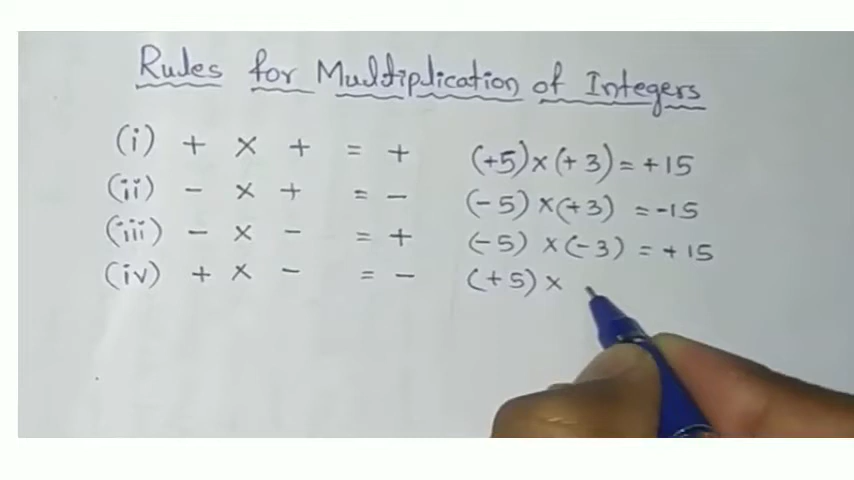 Rules for Multiplication of Integers
(i) + × + = + (+5)×(+3)=+15
(ii) - × + = - (-5)×(+3) =-15
(iii) - × - = + (-5) ×(-3) = +15
(iv) + × - = - (+5)×